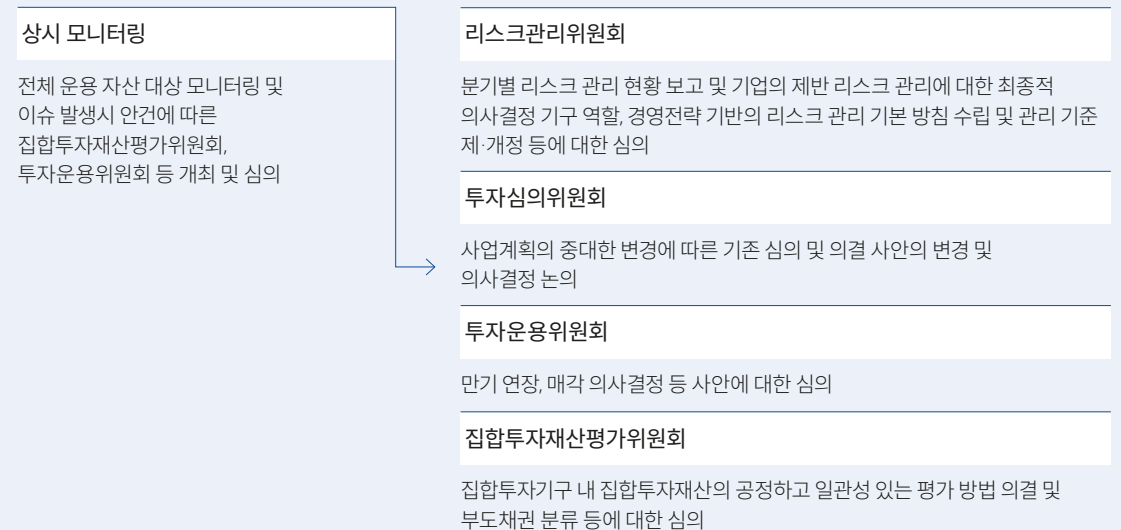 상시 모니터링
전체 운용 자산 대상 모니터링 및
이슈 발생시 안건에 따른
집합투자재산평가위원회,
투자운용위원회 등 개최 및 심의
리스크관리위원회
분기별 리스크 관리 현황 보고 및 기업의 제반 리스크 관리에 대한 최종적
의사결정 기구 역할, 경영전략 기반의 리스크 관리 기본 방침 수립 및 관리 기준
제·개정 등에 대한 심의
투자심의위원회
사업계획의 중대한 변경에 따른 기존 심의 및 의결 사안의 변경 및
의사결정 논의
투자운용위원회
만기 연장, 매각 의사결정 등 사안에 대한 심의
집합투자재산평가위원회
집합투자기구 내 집합투자재산의 공정하고 일관성 있는 평가 방법 의결 및
부도채권 분류 등에 대한 심의